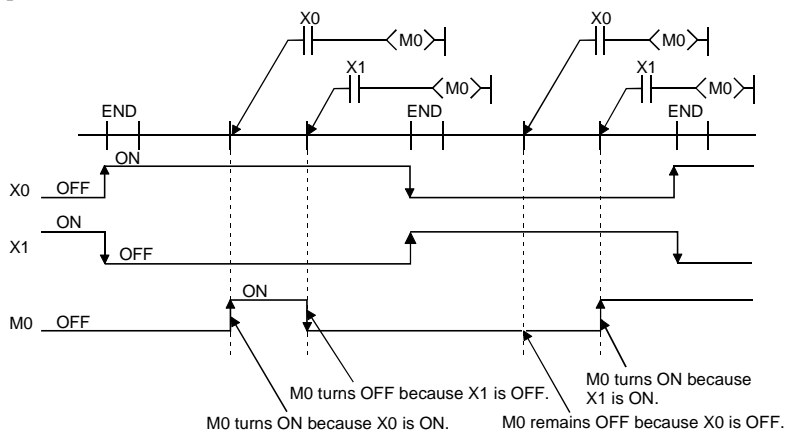 X0 X0
M0 M0
X1 X1
M0 M0
END END END
ON
X0 OFF
ON
X1 OFF
ON
M0 OFF
M0 turns OFF because X1 is OFF.
M0 turns ON because X0 is ON.
M0 turns ON because
X1 is ON.
M0 remains OFF because X0 is OFF.